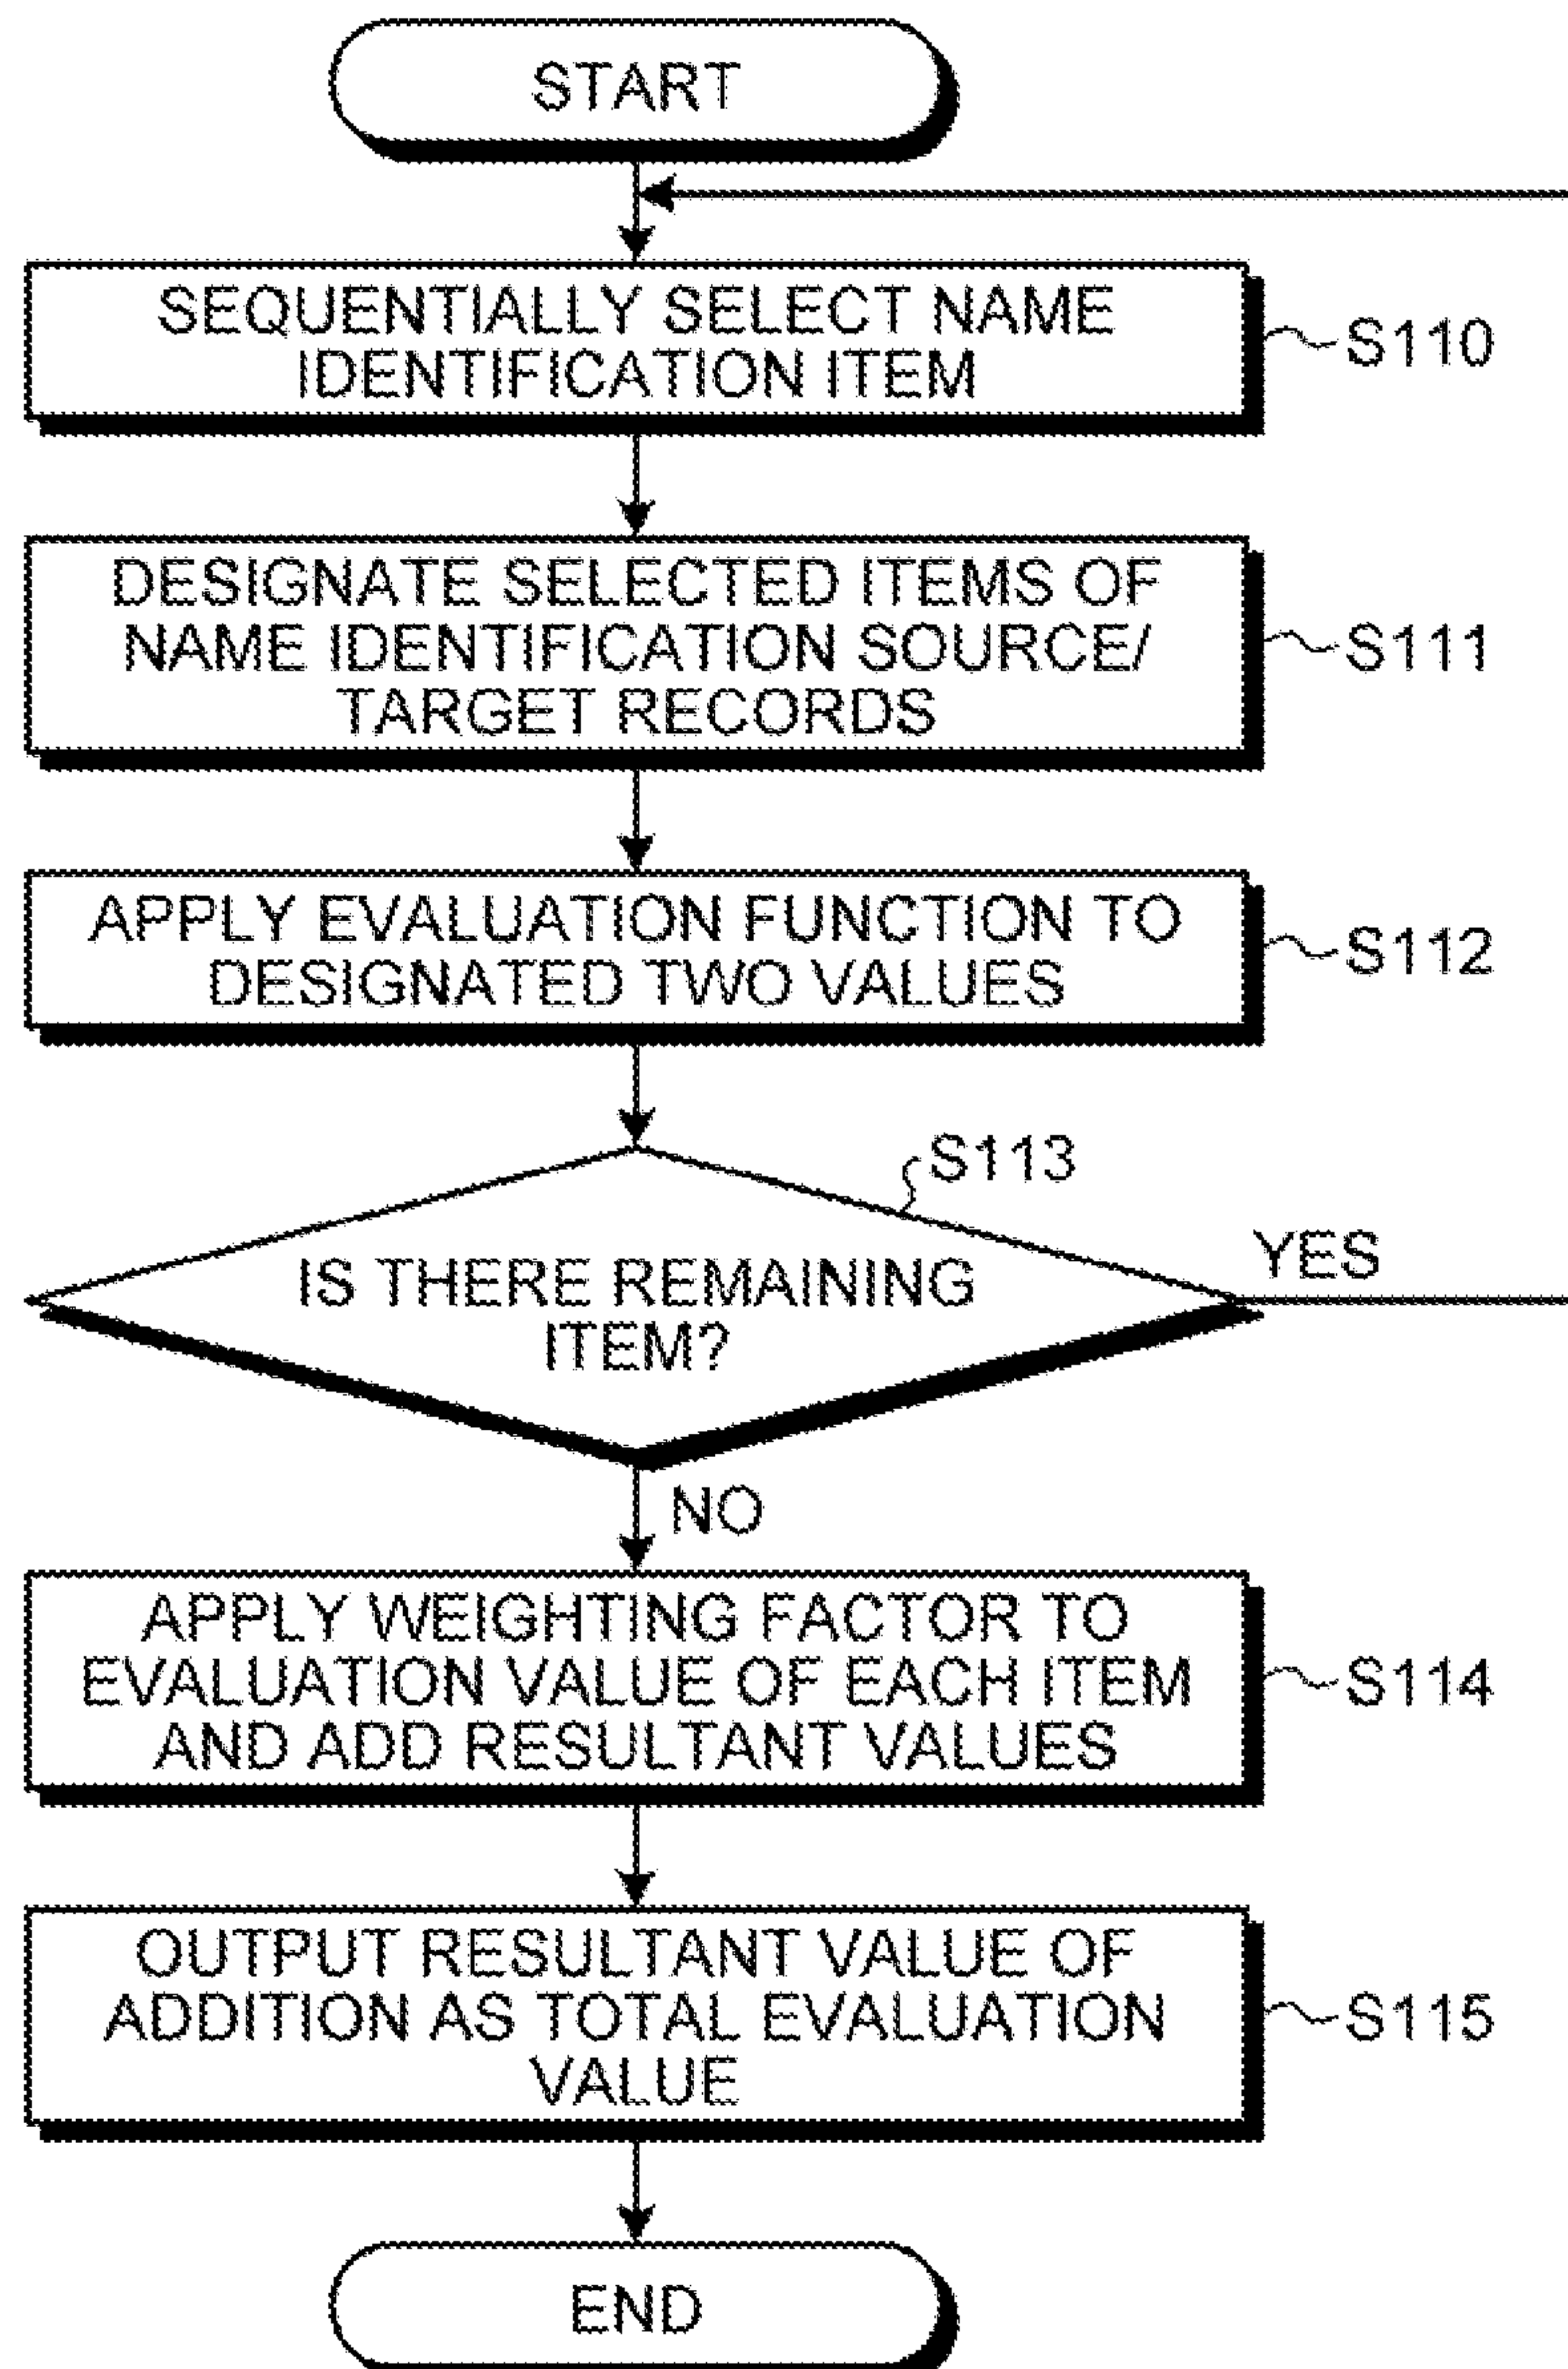 START
SEQUENTIALLY SELECT NAME
IDENTIFICATION ITEM
S110
DESIGNATE SELECTED ITEMS OF
NAME IDENTIFICATION SOURCE/
TARGET RECORDS
S111
APPLY EVALUATION FUNCTION TO
DESIGNATED TWO VALUES
S112
S113
IS THERE REMAINING
ITEM?
YES
NO
APPLY WEIGHTING FACTOR TO
EVALUATION VALUE OF EACH ITEM
AND ADD RESULTANT VALUES
S114
OUTPUT RESULTANT VALUE OF
ADDITION AS TOTAL EVALUATION
VALUE
S115
END